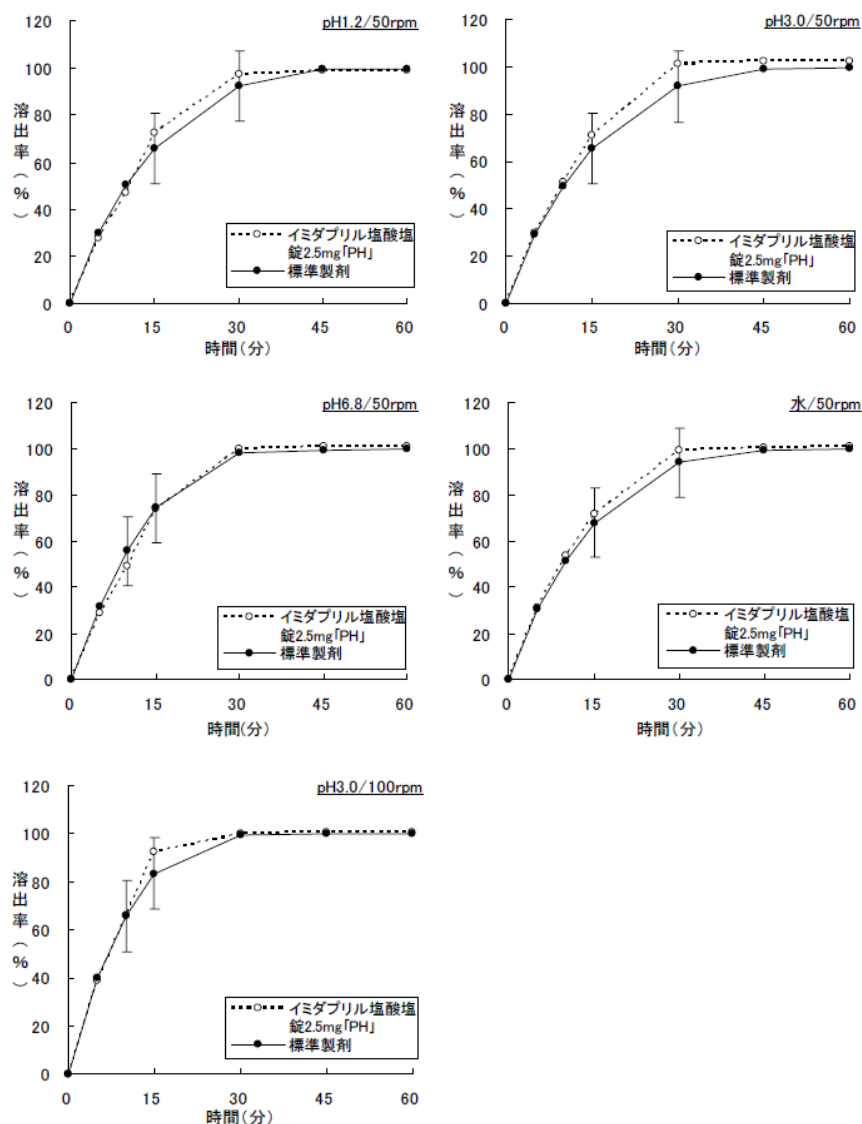 pH1.2/50rpm
120
100
80
60
40
20
0
溶出率(%)
0 15 30 45 60
時間(分)
イミダプリル塩酸塩
錠2.5mg「PH」
標準製剤
pH3.0/50rpm
120
100
80
60
40
20
0
溶出率(%)
0 15 30 45 60
時間(分)
イミダプリル塩酸塩
錠2.5mg「PH」
標準製剤
pH6.8/50rpm
120
100
80
60
40
20
0
溶出率(%)
0 15 30 45 60
時間(分)
イミダプリル塩酸塩
錠2.5mg「PH」
標準製剤
水/50rpm
120
100
80
60
40
20
0
溶出率(%)
0 15 30 45 60
時間(分)
イミダプリル塩酸塩
錠2.5mg「PH」
標準製剤
pH3.0/100rpm
120
100
80
60
40
20
0
溶出率(%)
0 15 30 45 60
時間(分)
イミダプリル塩酸塩
錠2.5mg「PH」
標準製剤